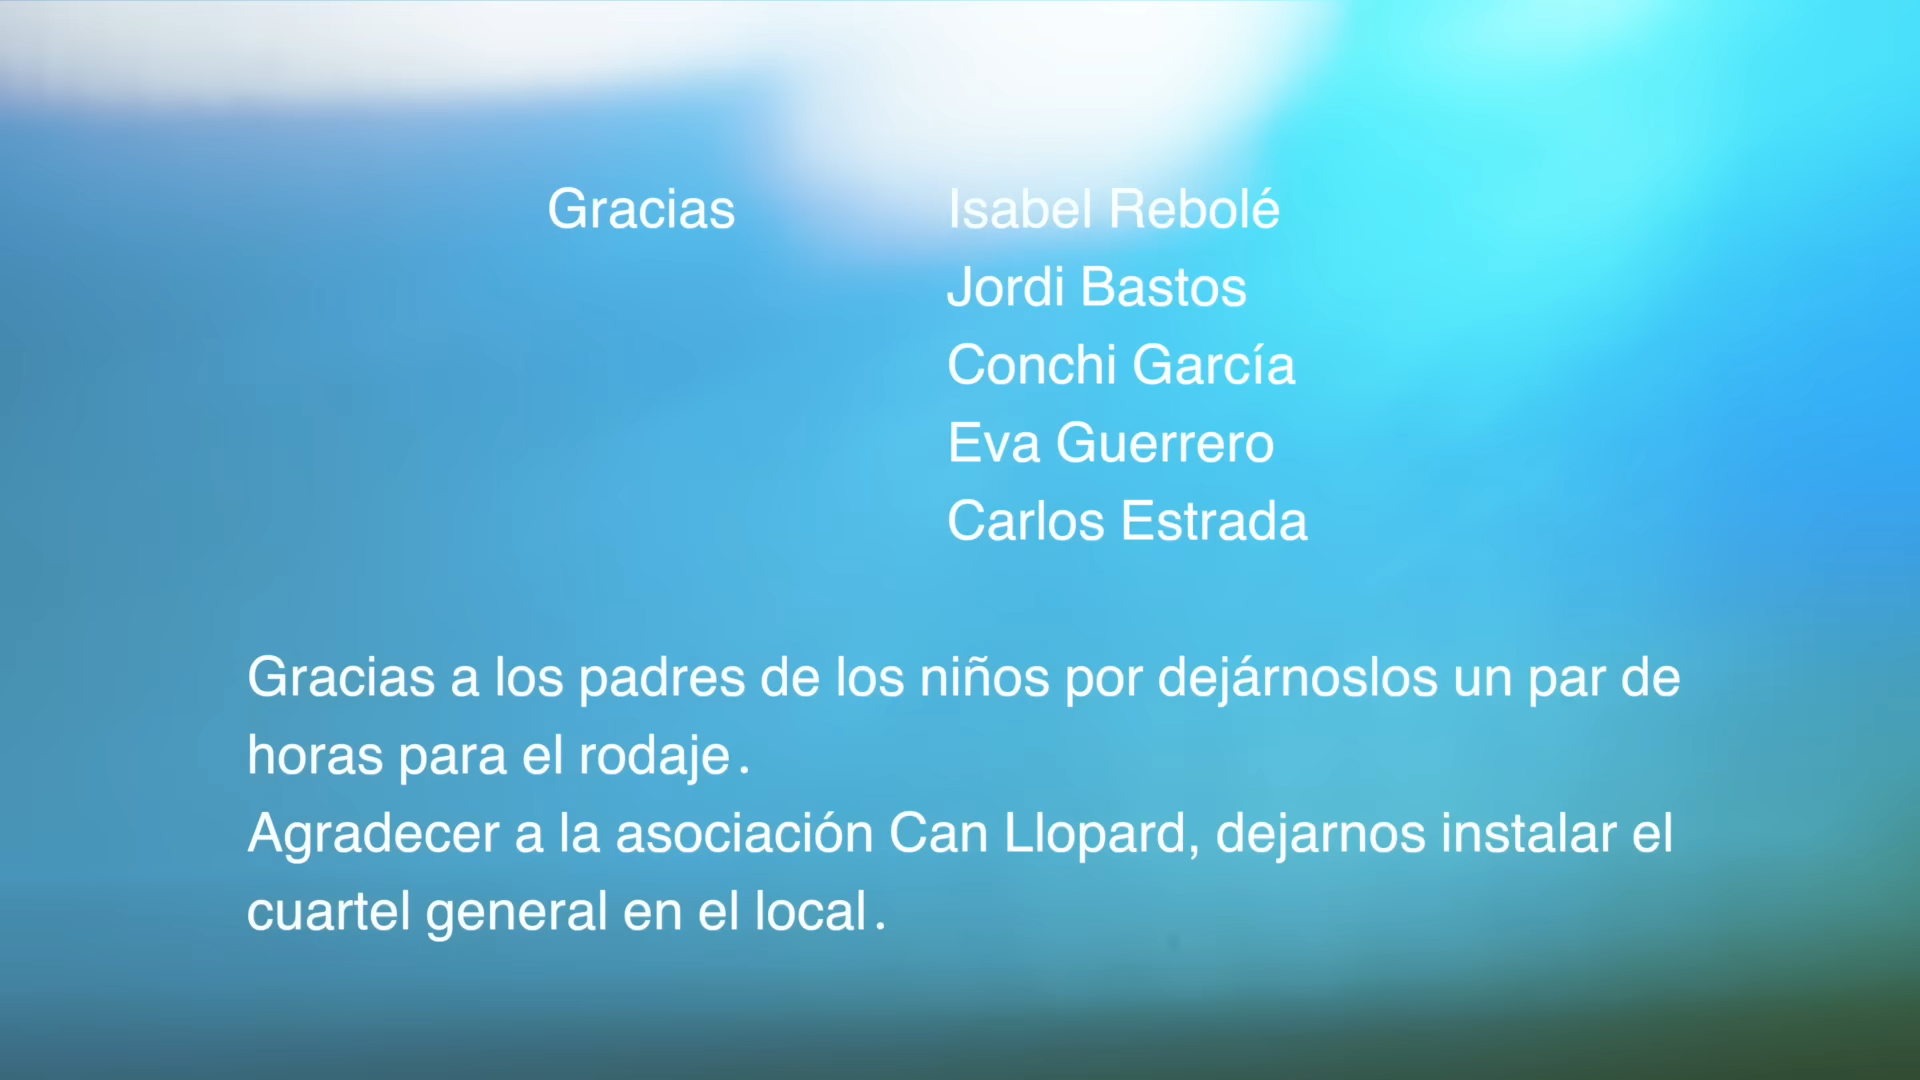 Gracias Isabel Rebolé
Jordi Bastos
Conchi García
Eva Guerrero
Carlos Estrada
Gracias a los padres de los niños por dejárnoslos un par de
horas para el rodaje.
Agradecer a la asociación Can Llopard, dejarnos instalar el
cuartel general en el local.